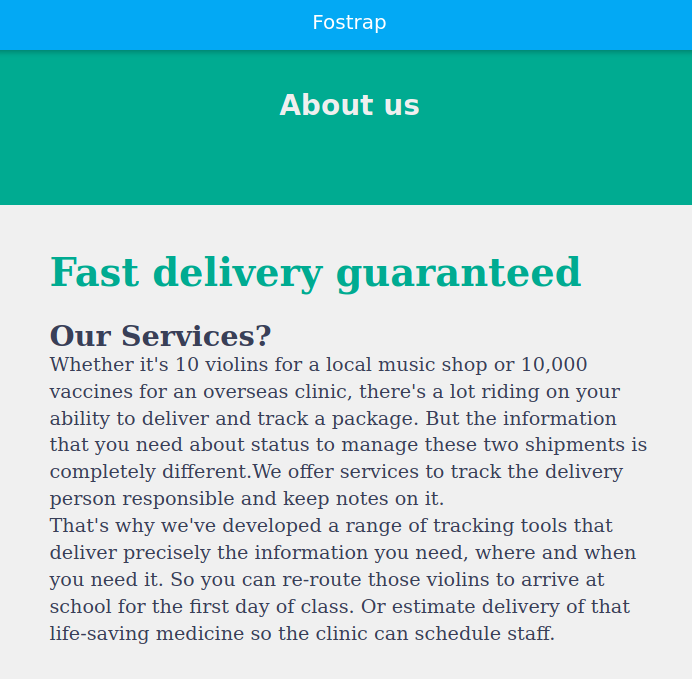 Fostrap
About us
Fast delivery guaranteed
Our Services?
Whether it's 10 violins for a local music shop or 10,000
vaccines for an overseas clinic, there's a lot riding on your
ability to deliver and track a package. But the information
that you need about status to manage these two shipments is
completely different.We offer services to track the delivery
person responsible and keep notes on it.
That's why we've developed a range of tracking tools that
deliver precisely the information you need, where and when
you need it. So you can re-route those violins to arrive at
school for the first day of class. Or estimate delivery of that
life-saving medicine so the clinic can schedule staff.